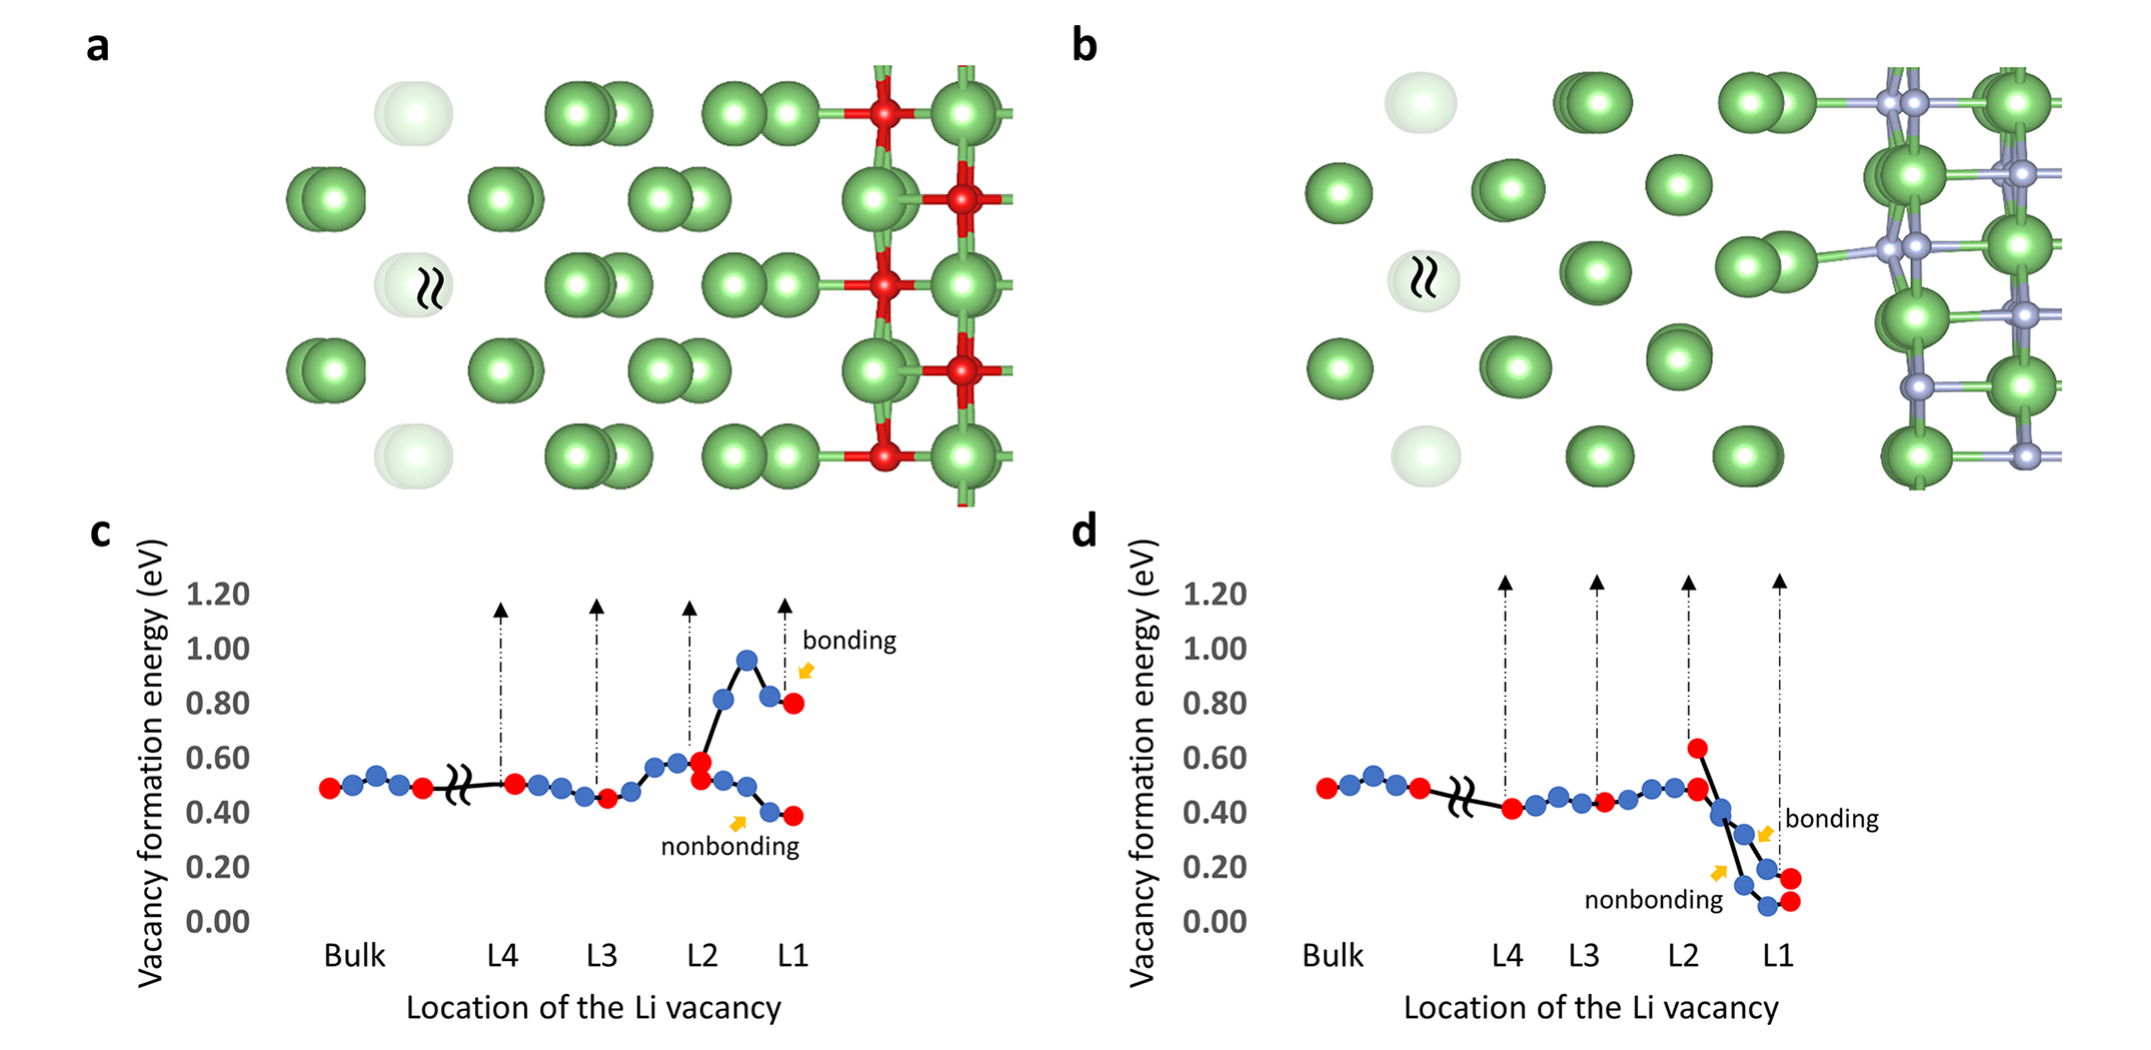 a
b
c
Vacancy formation energy (eV)
1.20
1.00
0.80
0.60
0.40
0.20
0.00
bonding
nonbonding
Bulk L4 L3 L2 L1
Location of the Li vacancy
d
Vacancy formation energy (eV)
1.20
1.00
0.80
0.60
0.40
0.20
0.00
bonding
nonbonding
Bulk L4 L3 L2 L1
Location of the Li vacancy